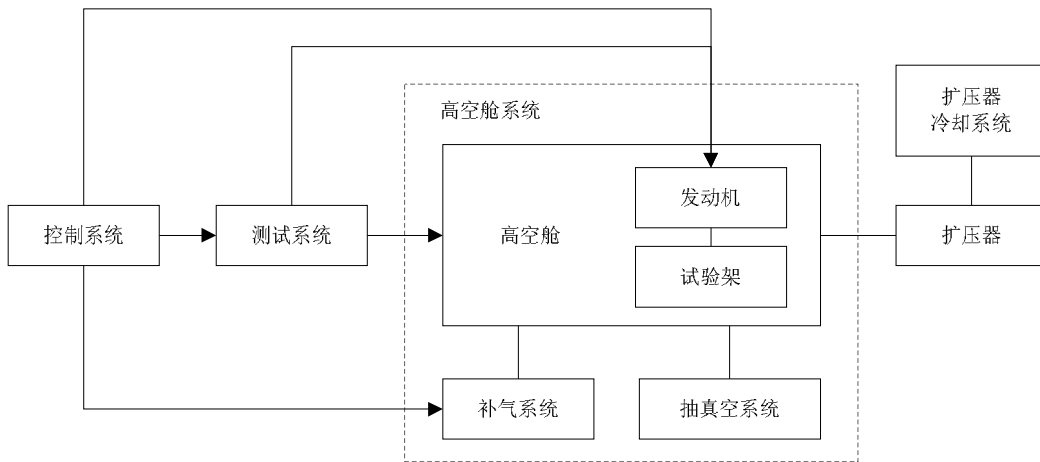 高空舱系统
扩压器
冷却系统
控制系统
测试系统
高空舱
发动机
试验架
扩压器
补气系统
抽真空系统